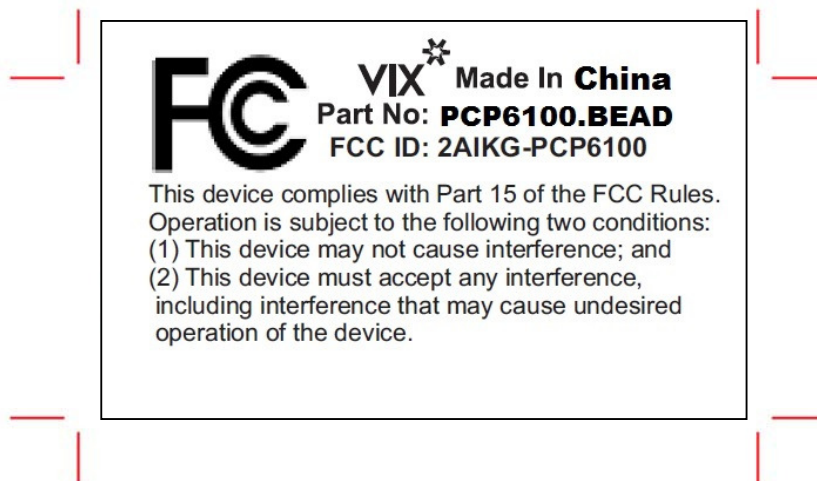 FCC
VIX Made In China
Part No: PCP6100.BEAD
FCC ID: 2AIKG-PCP6100
This device complies with Part 15 of the FCC Rules.
Operation is subject to the following two conditions:
(1) This device may not cause interference; and
(2) This device must accept any interference,
including interference that may cause undesired
operation of the device.